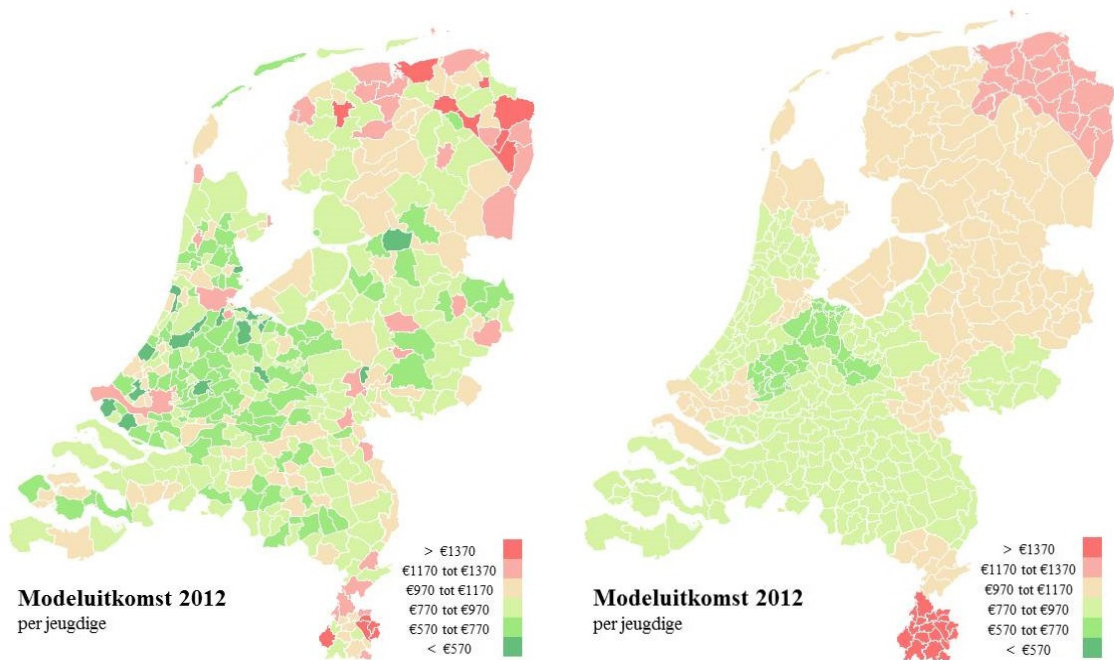 > €1370
€1170 tot €1370
€970 tot €1170
€770 tot €970
€570 tot €770
< €570
Modeluitkomst 2012
per jeugdige
> €1370
€1170 tot €1370
€970 tot €1170
€770 tot €970
€570 tot €770
< €570
Modeluitkomst 2012
per jeugdige